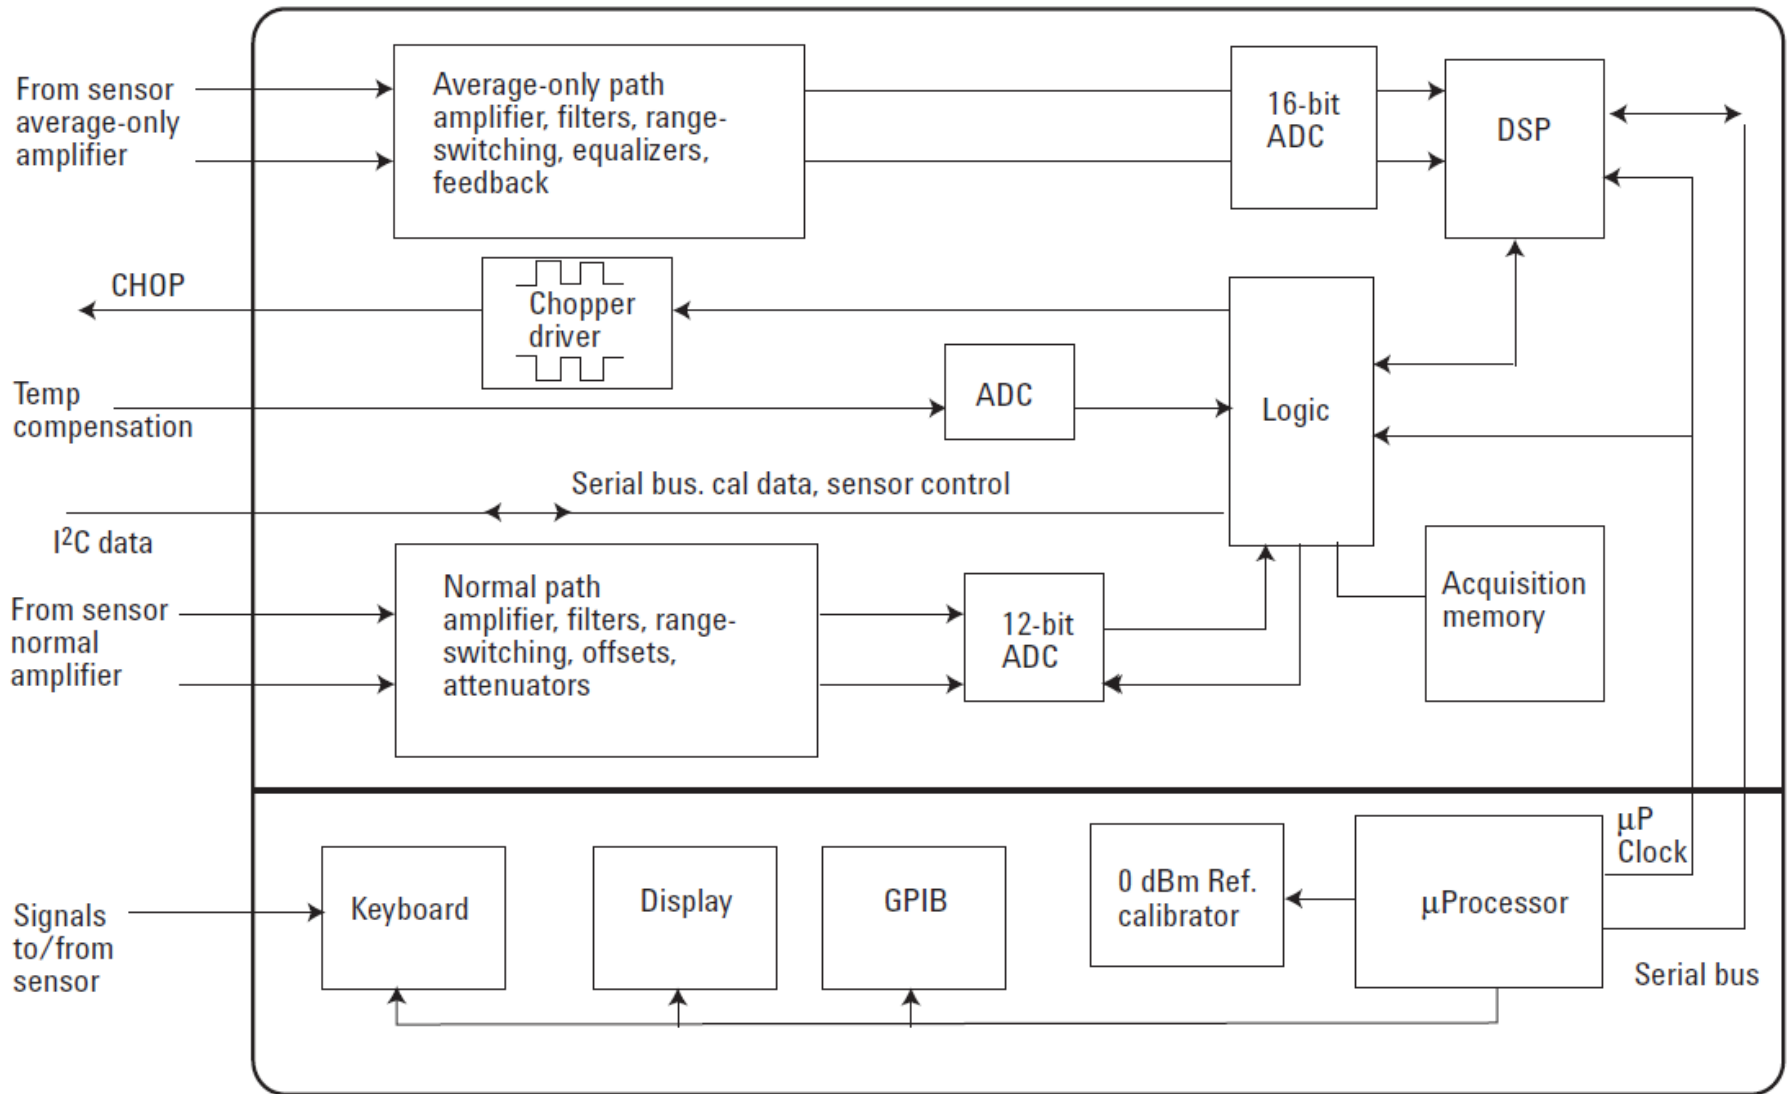 From sensor
average-only
amplifier
Average-only path
amplifier, filters, range-
switching, equalizers,
feedback
16-bit
ADC
DSP
CHOP
Chopper
driver
Temp
compensation
ADC
Logic
Serial bus. cal data, sensor control
I²C data
From sensor
normal
amplifier
Normal path
amplifier, filters, range-
switching, offsets,
attenuators
12-bit
ADC
Acquisition
memory
Signals
to/from
sensor
Keyboard
Display
GPIB
0 dBm Ref.
calibrator
μProcessor
μP
Clock
Serial bus